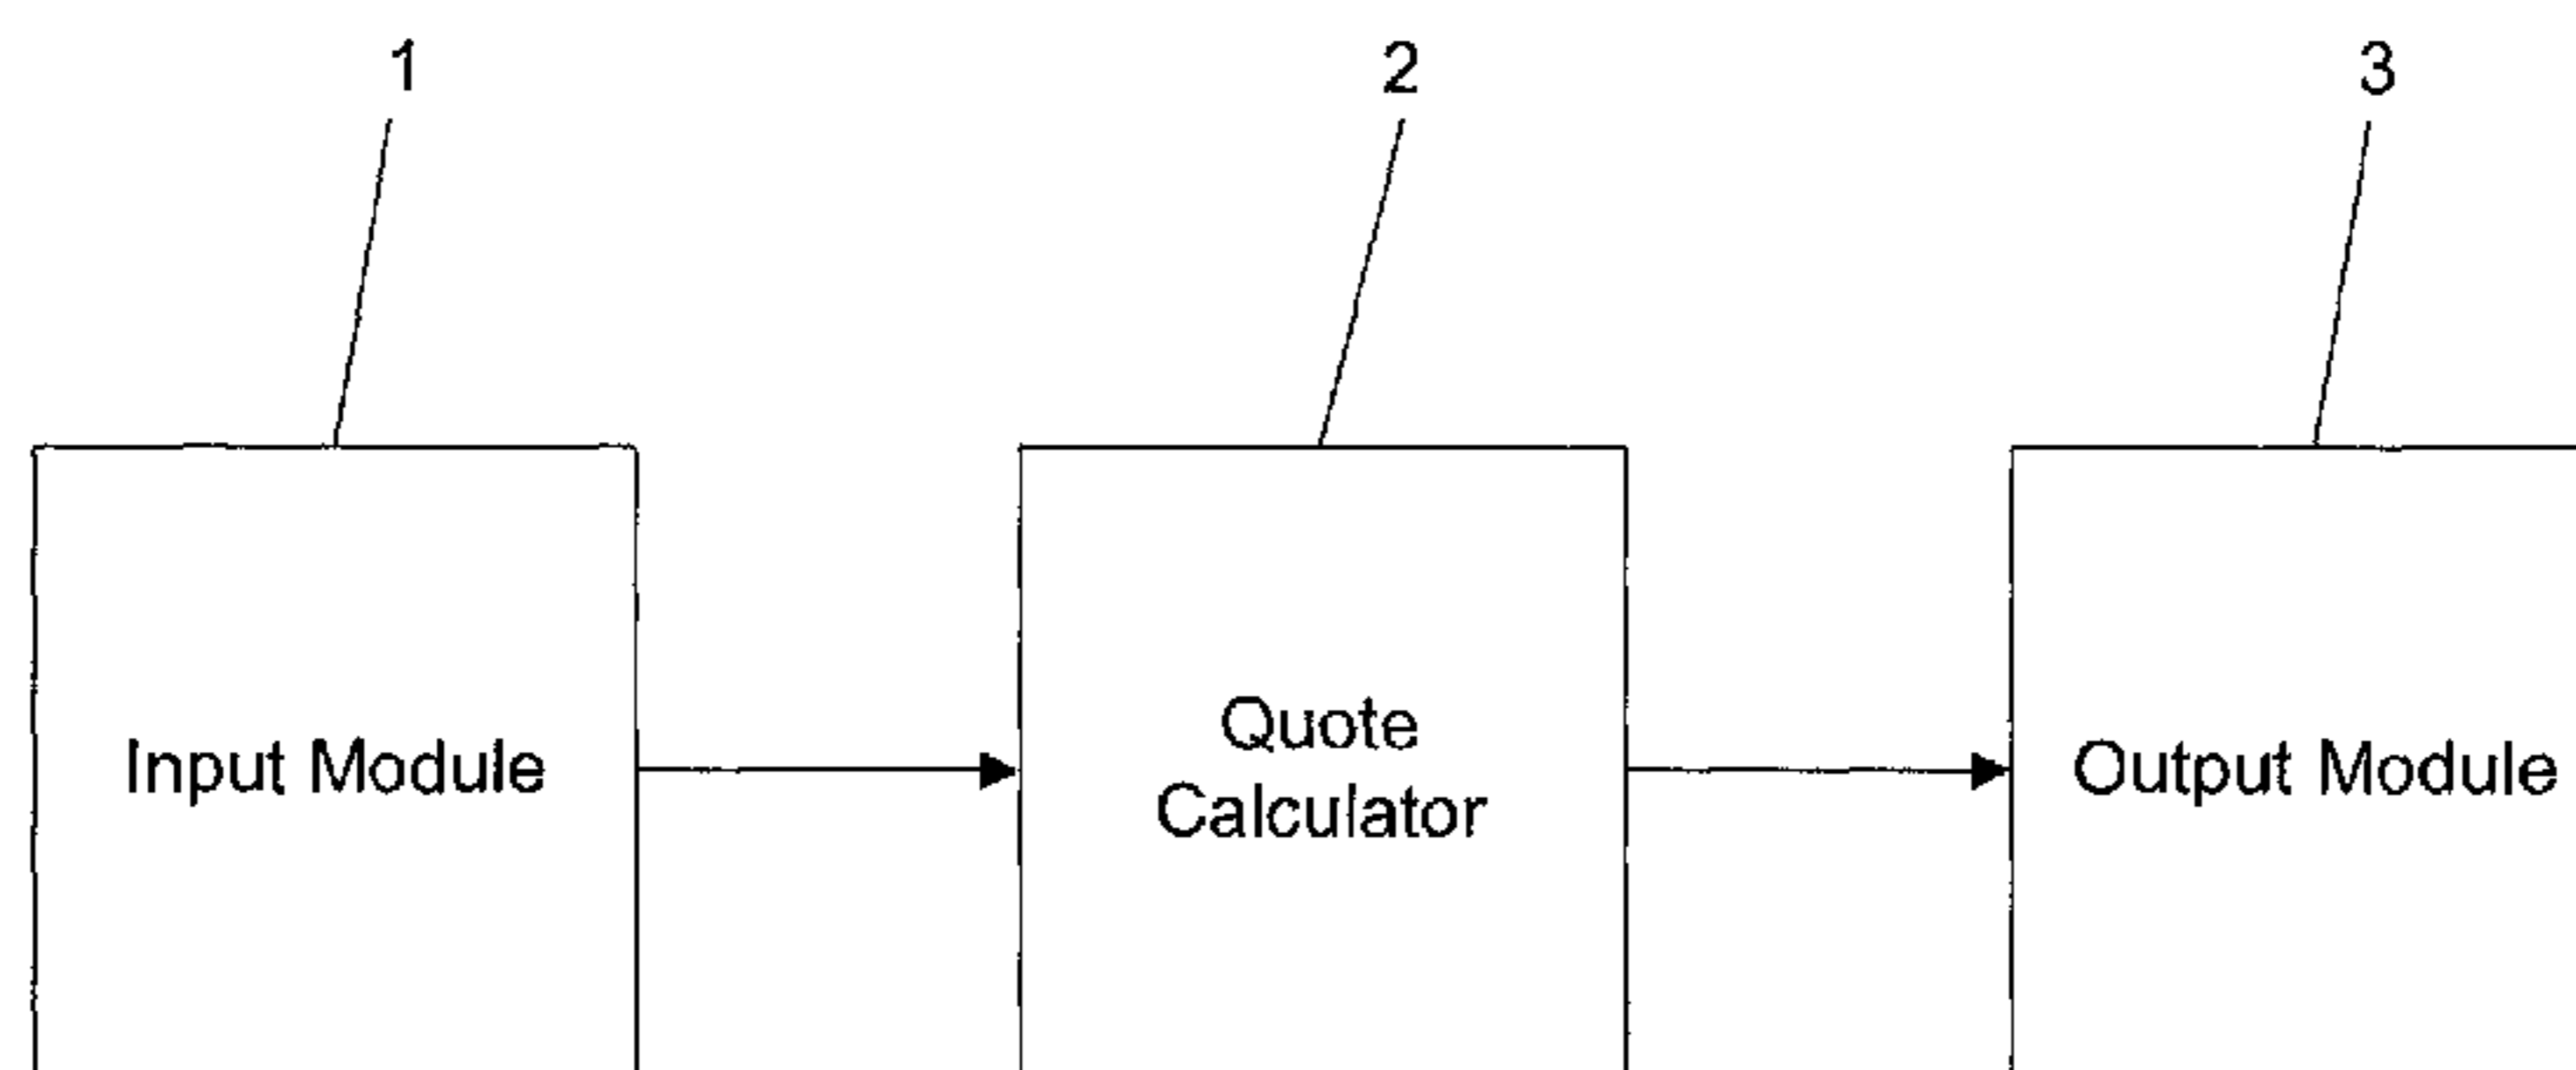 1
2
3
Input Module
Quote
Calculator
Output Module